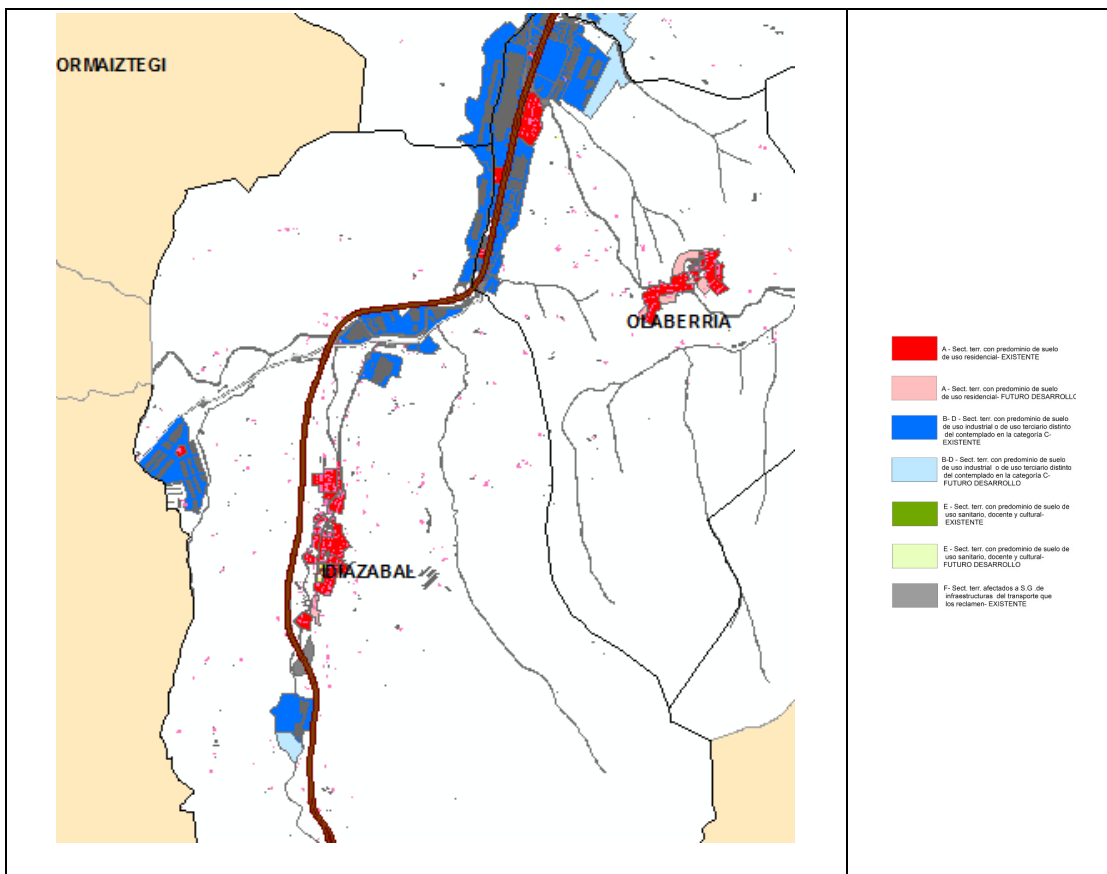 ORMAIZTEGI
OLABERRIA
IDIAZABAL
A - Sect. terr. con predominio de suelo
de uso residencial- EXISTENTE
A - Sect. terr. con predominio de suelo
de uso residencial- FUTURO DESARROLLO
B- D - Sect. terr. con predominio de suelo
de uso industrial o de uso terciario distinto
del contemplado en la categoría C-
EXISTENTE
B-D - Sect. terr. con predominio de suelo
de uso industrial o de uso terciario distinto
del contemplado en la categoría C-
FUTURO DESARROLLO
E - Sect. terr. con predominio de suelo de
uso sanitario, docente y cultural-
EXISTENTE
E - Sect. terr. con predominio de suelo de
uso sanitario, docente y cultural-
FUTURO DESARROLLO
F- Sect. terr. afectados a S.G .de
infraestructuras del transporte que
los reclamen- EXISTENTE